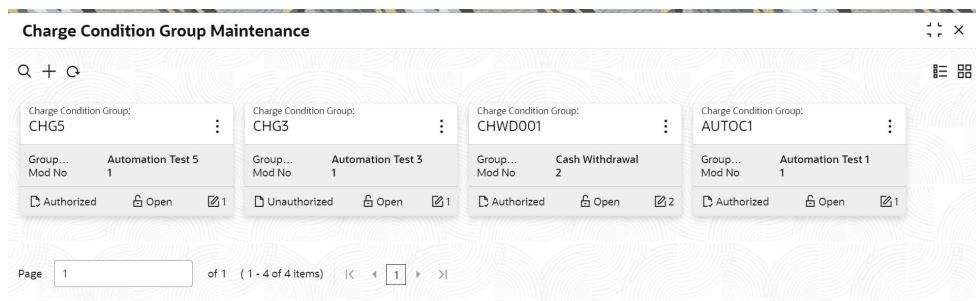 Charge Condition Group Maintenance
Charge Condition Group:
CHG5
Group... Automation Test 5
Mod No 1
Authorized Open 1
Charge Condition Group:
CHG3
Group... Automation Test 3
Mod No 1
Unauthorized Open 1
Charge Condition Group:
CHWD001
Group... Cash Withdrawal
Mod No 2
Authorized Open 2
Charge Condition Group:
AUTOC1
Group... Automation Test 1
Mod No 1
Authorized Open 1
Page 1 of 1 ( 1 - 4 of 4 items) 1